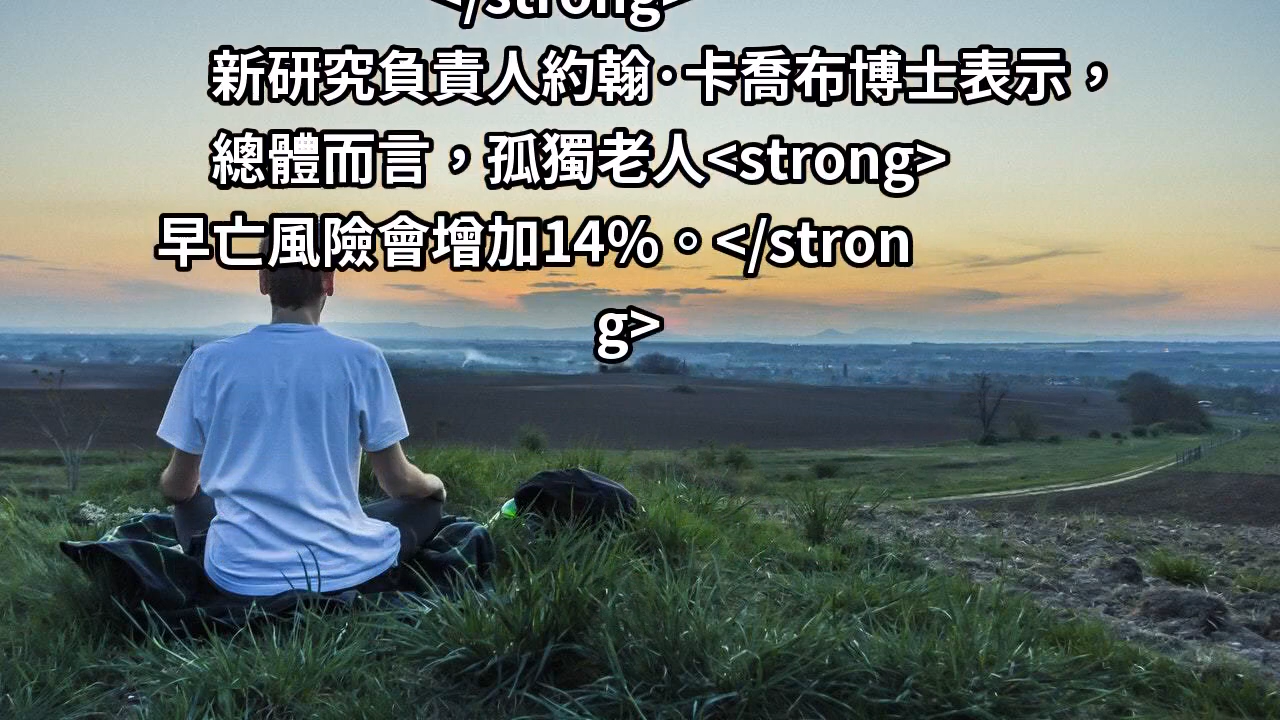 </strong>
新研究負責人約翰·卡喬布博士表示，
總體而言，孤獨老人<strong>
早亡風險會增加14%。</stron
g>